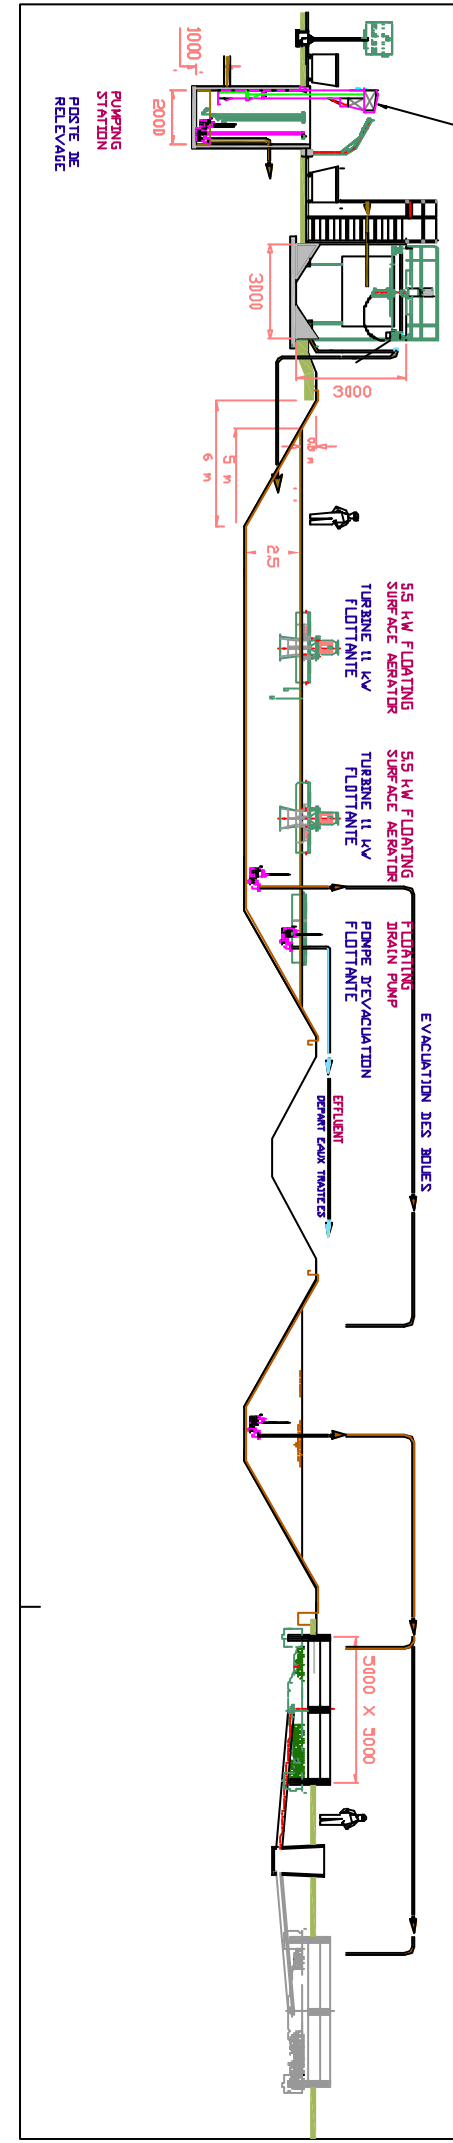 1000
2000
PUMPING
STATION
POSTE DE
RELEVAGE
3000
3000
0.5 m
5 m
6 m
2.5
5.5 kW FLOATING
SURFACE AERATOR
TURBINE 11 kW
FLOTTANTE
5.5 kW FLOATING
SURFACE AERATOR
TURBINE 11 kW
FLOTTANTE
FLOATING
DRAIN PUMP
POMPE D'EVACUATION
FLOTTANTE
EVACUATION DES BOUES
EFFLUENT
DEPART EAUX TRAITEES
5000 X 5000